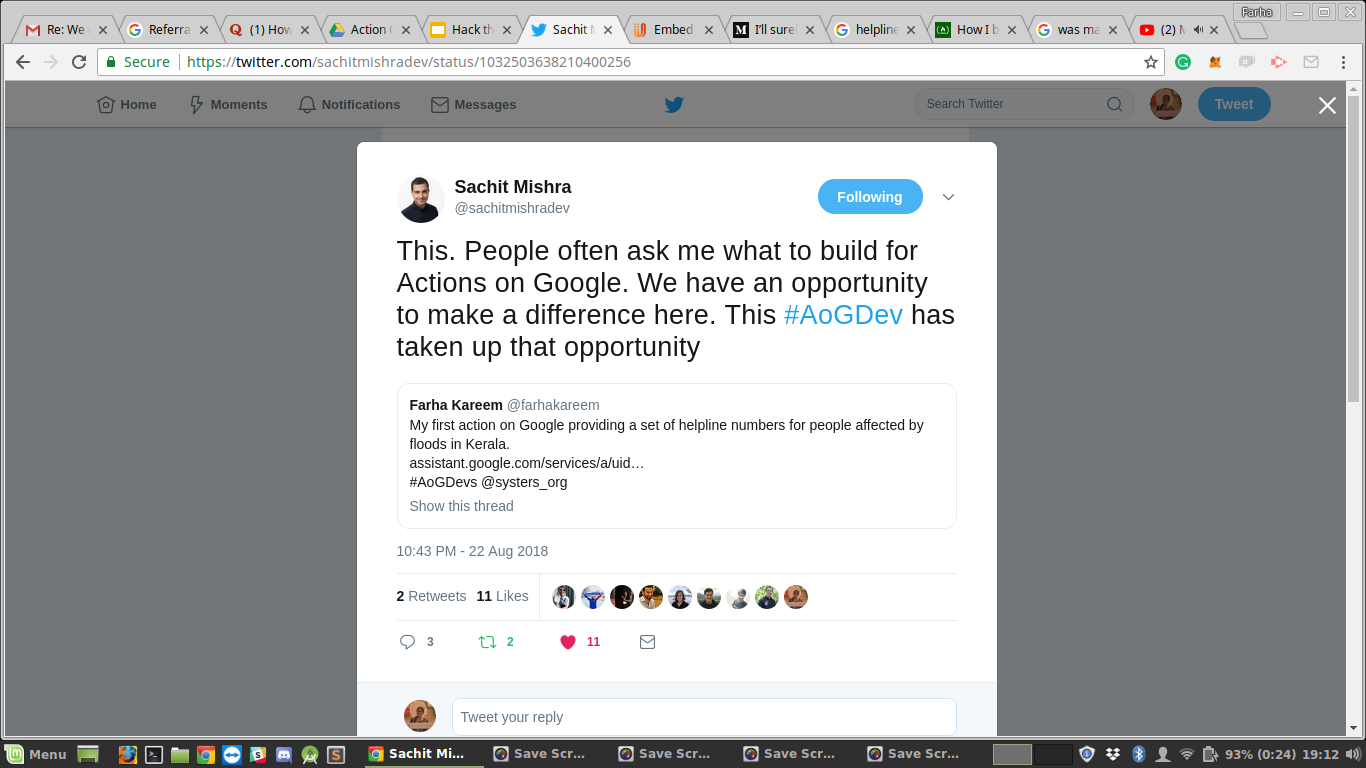 Farha
Re: We
Referra
(1) How
Action
Hack th
Sachit
Embed
I'll surel
helpline
How I b
was ma
(2)
Secure
https://twitter.com/sachitmishradev/status/1032503638210400256
Home
Moments
Notifications
Messages
Search Twitter
Tweet
Sachit Mishra
@sachitmishradev
Following
This. People often ask me what to build for
Actions on Google. We have an opportunity
to make a difference here. This #AoGDev has
taken up that opportunity
Farha Kareem @farhakareem
My first action on Google providing a set of helpline numbers for people affected by
floods in Kerala.
assistant.google.com/services/a/uid…
#AoGDevs @systers_org
Show this thread
10:43 PM - 22 Aug 2018
2 Retweets 11 Likes
3 2 11
Tweet your reply
Menu
Sachit Mi...
Save Scr...
Save Scr...
Save Scr...
Save Scr...
93% (0:24) 19:12